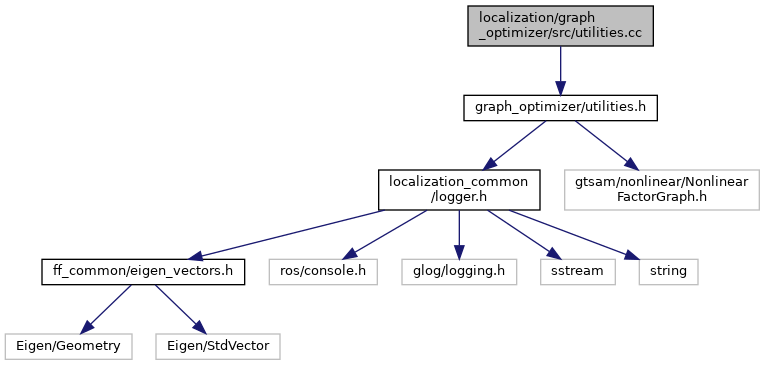 localization/graph
_optimizer/src/utilities.cc
graph_optimizer/utilities.h
localization_common
/logger.h
gtsam/nonlinear/Nonlinear
FactorGraph.h
ff_common/eigen_vectors.h
ros/console.h
glog/logging.h
sstream
string
Eigen/Geometry
Eigen/StdVector